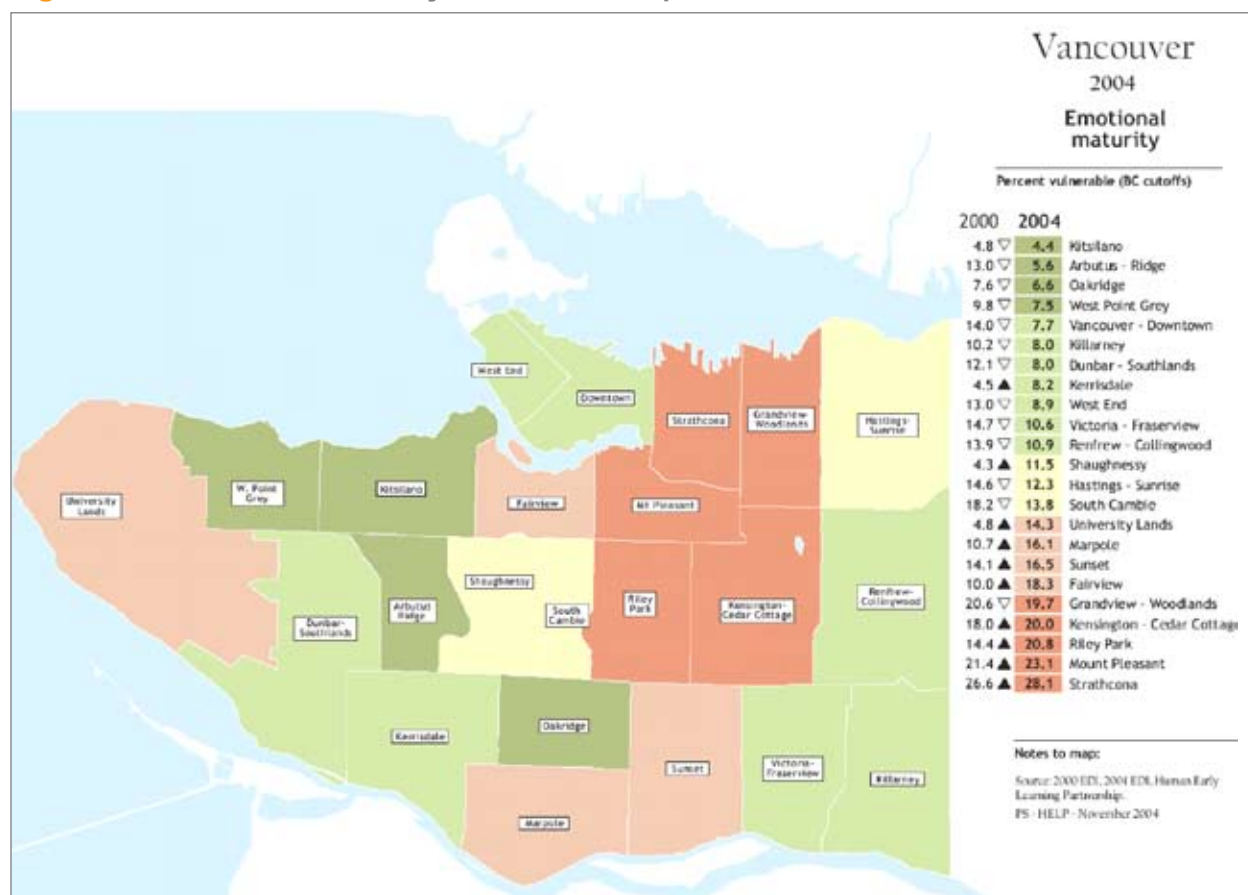 Vancouver
2004
Emotional
maturity
Percent vulnerable (BC cutoffs)
2000 2004
4.8 ▽ 4.4 Kitsilano
13.0 ▽ 5.6 Arbutus - Ridge
7.6 ▽ 6.6 Oakridge
9.8 ▽ 7.5 West Point Grey
14.0 ▽ 7.7 Vancouver - Downtown
10.2 ▽ 8.0 Killarney
12.1 ▽ 8.0 Dunbar - Southlands
4.5 ▲ 8.2 Kerrisdale
13.0 ▽ 8.9 West End
14.7 ▽ 10.6 Victoria - Fraserview
13.9 ▽ 10.9 Renfrew - Collingwood
4.3 ▲ 11.5 Shaughnessy
14.6 ▽ 12.3 Hastings - Sunrise
18.2 ▽ 13.8 South Cambie
4.8 ▲ 14.3 University Lands
10.7 ▲ 16.1 Marpole
14.1 ▲ 16.5 Sunset
10.0 ▲ 18.3 Fairview
20.6 ▽ 19.7 Grandview - Woodlands
18.0 ▲ 20.0 Kensington - Cedar Cottage
14.4 ▲ 20.8 Riley Park
21.4 ▲ 23.1 Mount Pleasant
26.6 ▲ 28.1 Strathcona
Notes to map:
Source: 2000 EDI, 2004 EDI, Human Early
Learning Partnership.
PS - HELP - November 2004
West End
Downtown
Strathcona
Grandview-
Woodlands
Hastings-
Sunrise
University
Lands
W. Point
Grey
Kitsilano
Fairview
Mt Pleasant
Dunbar-
Southlands
Arbutus
Ridge
Shaughnessy
South
Cambie
Riley
Park
Kensington-
Cedar Cottage
Renfrew-
Collingwood
Kerrisdale
Oakridge
Marpole
Sunset
Victoria-
Fraserview
Killarney